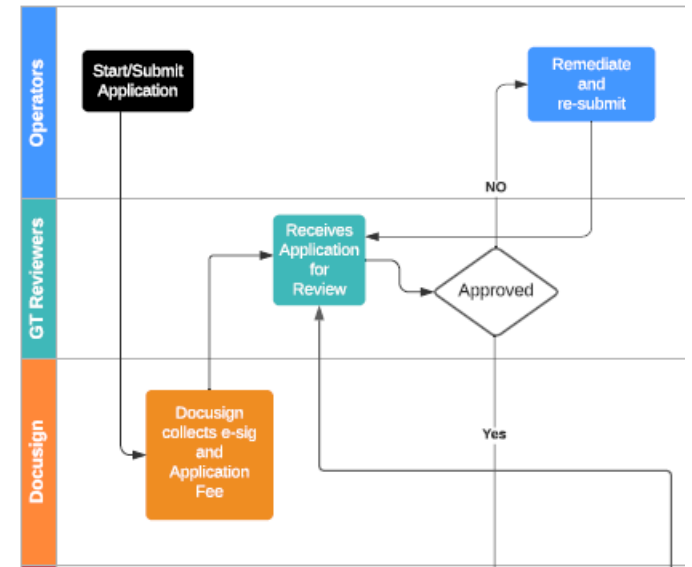 Operators
Start/Submit
Application
Remediate
and
re-submit
NO
GT Reviewers
Receives
Application
for
Review
Approved
Docusign
Docusign
collects e-sig
and
Application
Fee
Yes